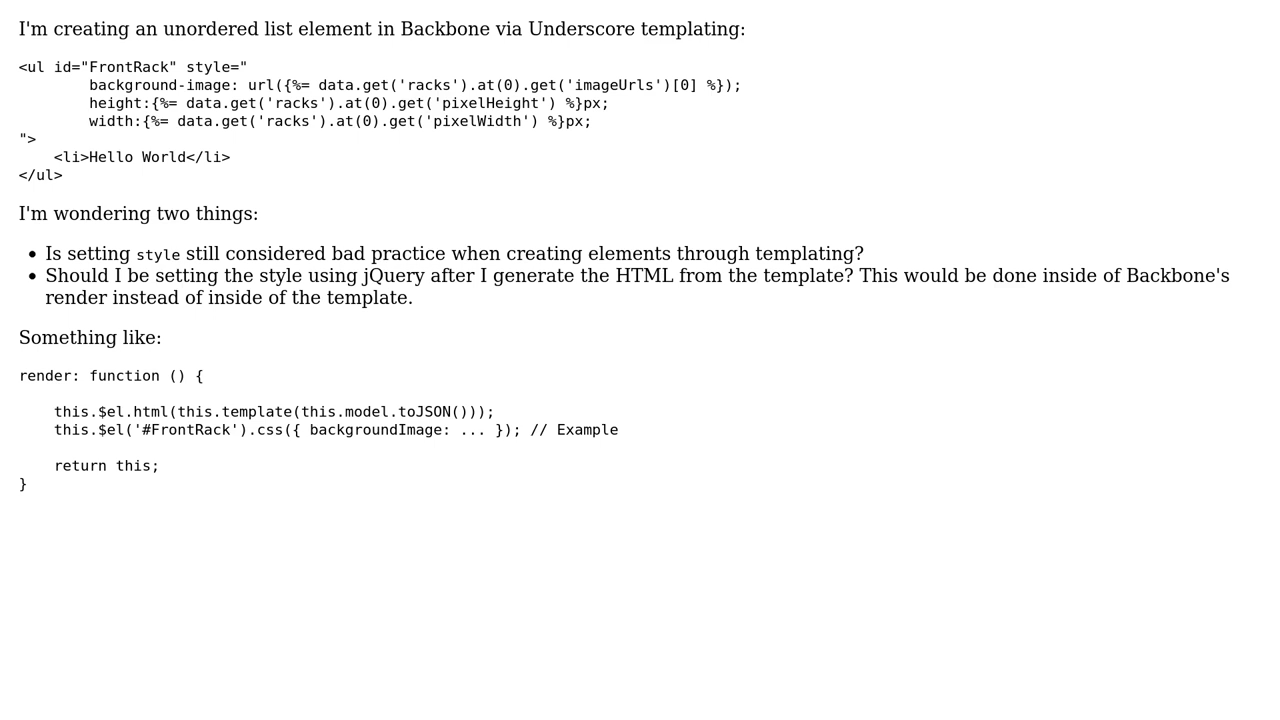 I'm creating an unordered list element in Backbone via Underscore templating:
<ul id="FrontRack" style="
        background-image: url({%= data.get('racks').at(0).get('imageUrls')[0] %});
        height:{%= data.get('racks').at(0).get('pixelHeight') %}px;
        width:{%= data.get('racks').at(0).get('pixelWidth') %}px;
">
    <li>Hello World</li>
</ul>
I'm wondering two things:
• Is setting style still considered bad practice when creating elements through templating?
• Should I be setting the style using jQuery after I generate the HTML from the template? This would be done inside of Backbone's
render instead of inside of the template.
Something like:
render: function () {
    this.$el.html(this.template(this.model.toJSON()));
    this.$el('#FrontRack').css({ backgroundImage: ... }); // Example
    return this;
}